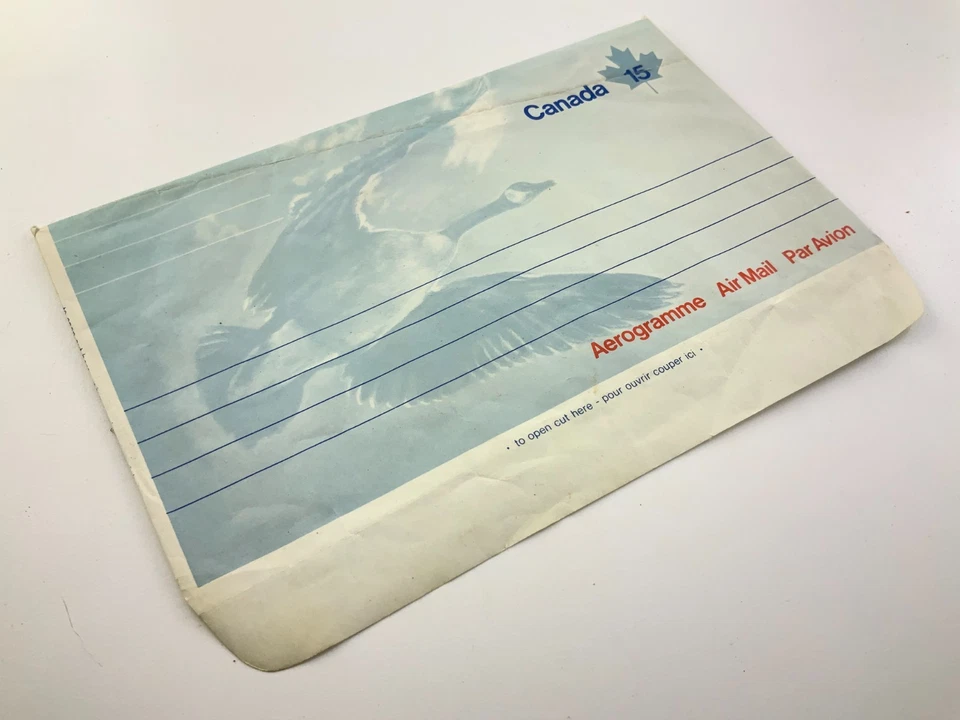 Canada 15
Aerogramme Air Mail Par Avion
• to open cut here - pour ouvrir couper ici •